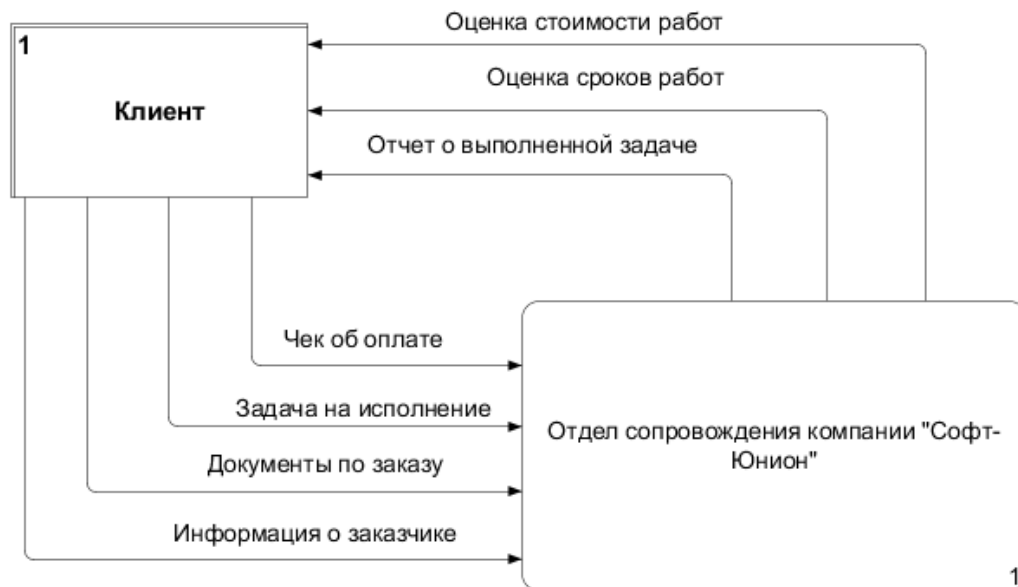 Оценка стоимости работ
1
Оценка сроков работ
Клиент
Отчет о выполненной задаче
Чек об оплате
Задача на исполнение
Отдел сопровождения компании "Софт-
Юнион"
Документы по заказу
Информация о заказчике
1